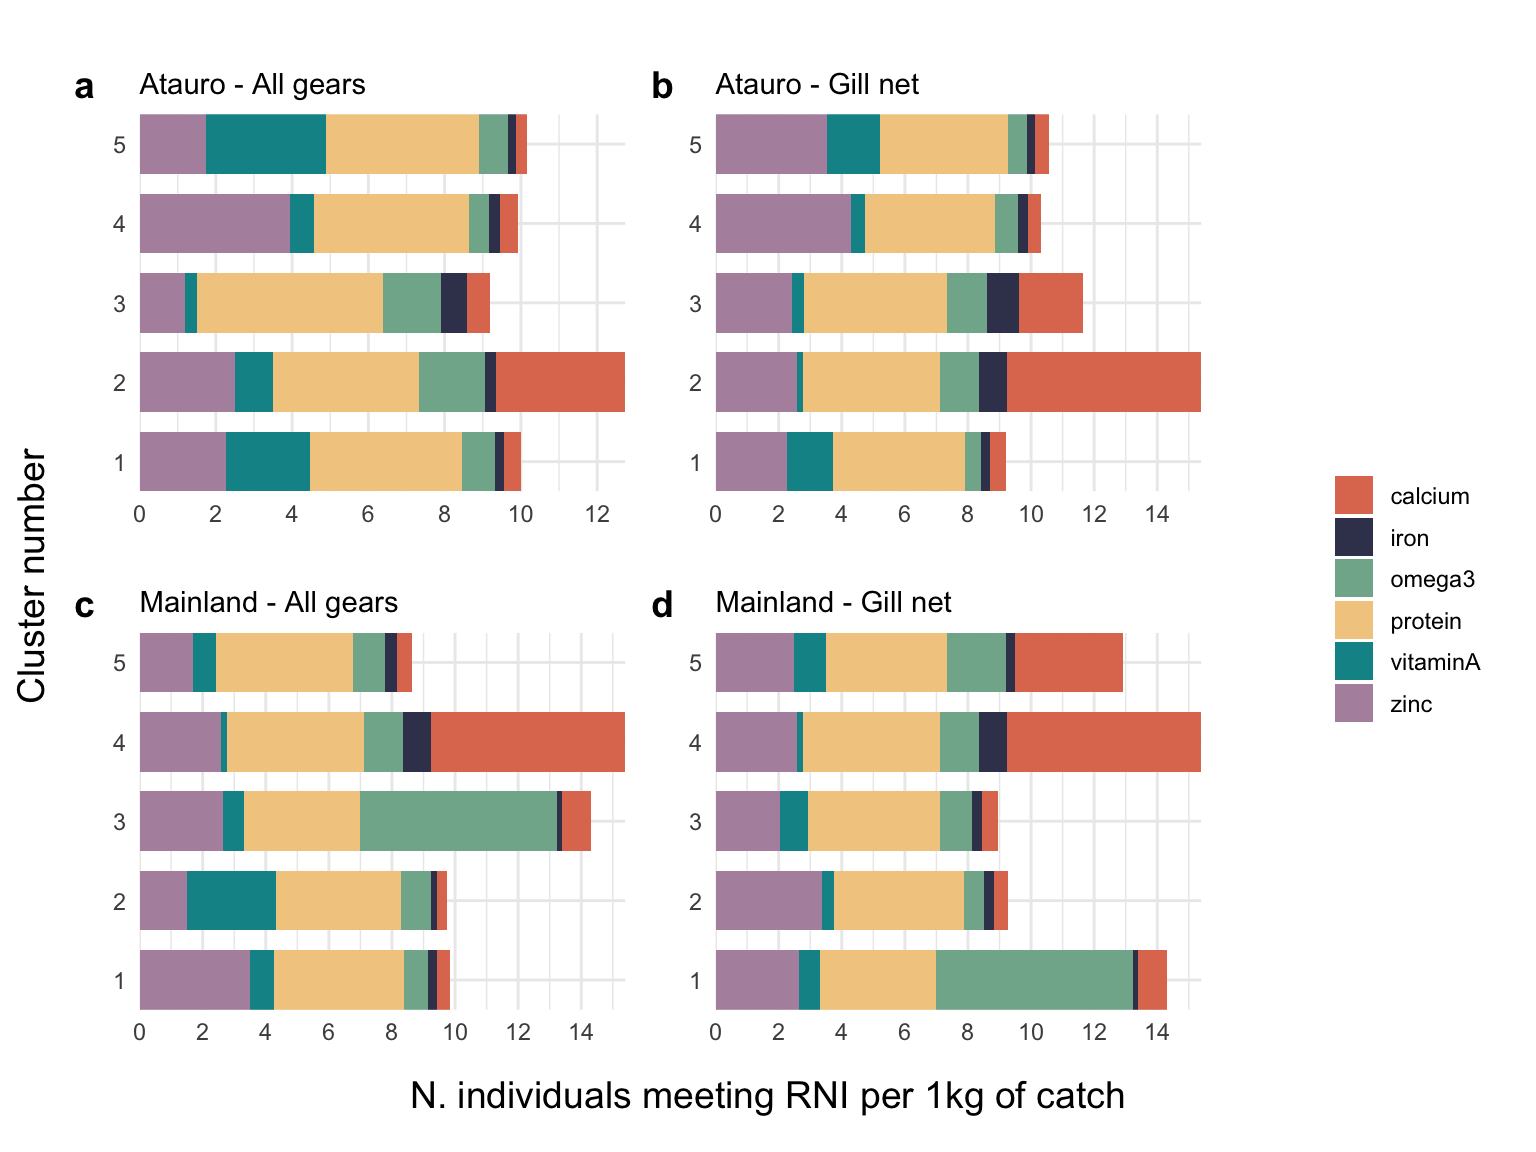 a Atauro - All gears
5
4
3
2
1
0 2 4 6 8 10 12
b Atauro - Gill net
5
4
3
2
1
0 2 4 6 8 10 12 14
c Mainland - All gears
5
4
3
2
1
0 2 4 6 8 10 12 14
d Mainland - Gill net
5
4
3
2
1
0 2 4 6 8 10 12 14
Cluster number
N. individuals meeting RNI per 1kg of catch
calcium
iron
omega3
protein
vitaminA
zinc